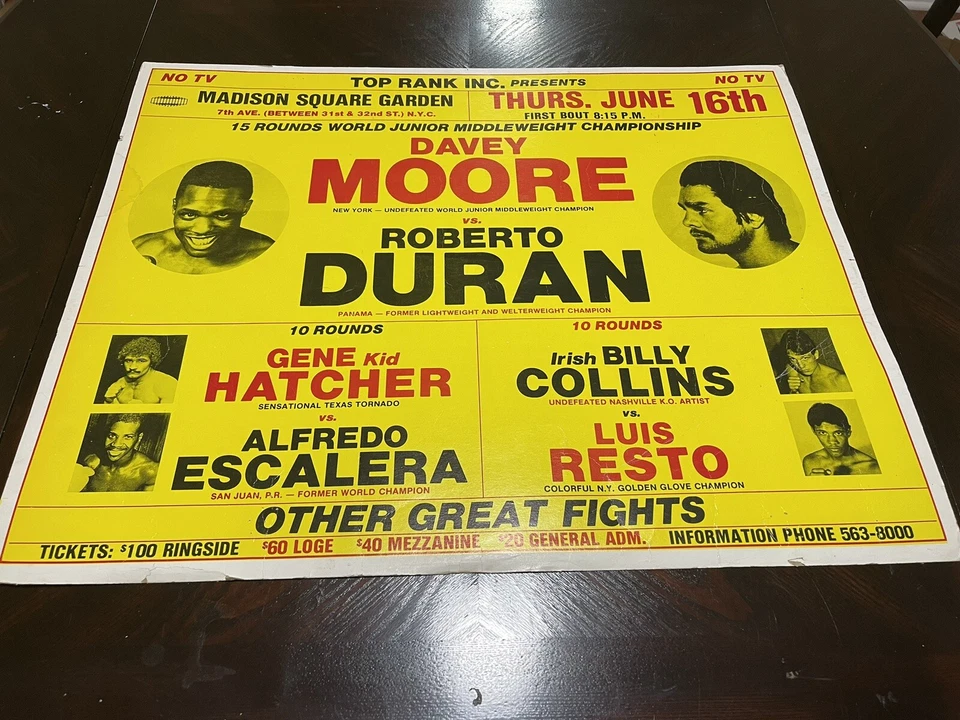 NO TV
TOP RANK INC. PRESENTS
NO TV
MADISON SQUARE GARDEN
7th AVE. (BETWEEN 31st & 32nd ST.) N.Y.C.
THURS. JUNE 16th
FIRST BOUT 8:15 P.M.
15 ROUNDS WORLD JUNIOR MIDDLEWEIGHT CHAMPIONSHIP
DAVEY
MOORE
NEW YORK — UNDEFEATED WORLD JUNIOR MIDDLEWEIGHT CHAMPION
vs.
ROBERTO
DURAN
PANAMA — FORMER LIGHTWEIGHT AND WELTERWEIGHT CHAMPION
10 ROUNDS
GENE Kid
HATCHER
SENSATIONAL TEXAS TORNADO
vs.
ALFREDO
ESCALERA
SAN JUAN, P.R. — FORMER WORLD CHAMPION
10 ROUNDS
Irish BILLY
COLLINS
UNDEFEATED NASHVILLE K.O. ARTIST
vs.
LUIS
RESTO
COLORFUL N.Y. GOLDEN GLOVE CHAMPION
OTHER GREAT FIGHTS
TICKETS: $100 RINGSIDE $60 LOGE $40 MEZZANINE $20 GENERAL ADM. INFORMATION PHONE 563-8000